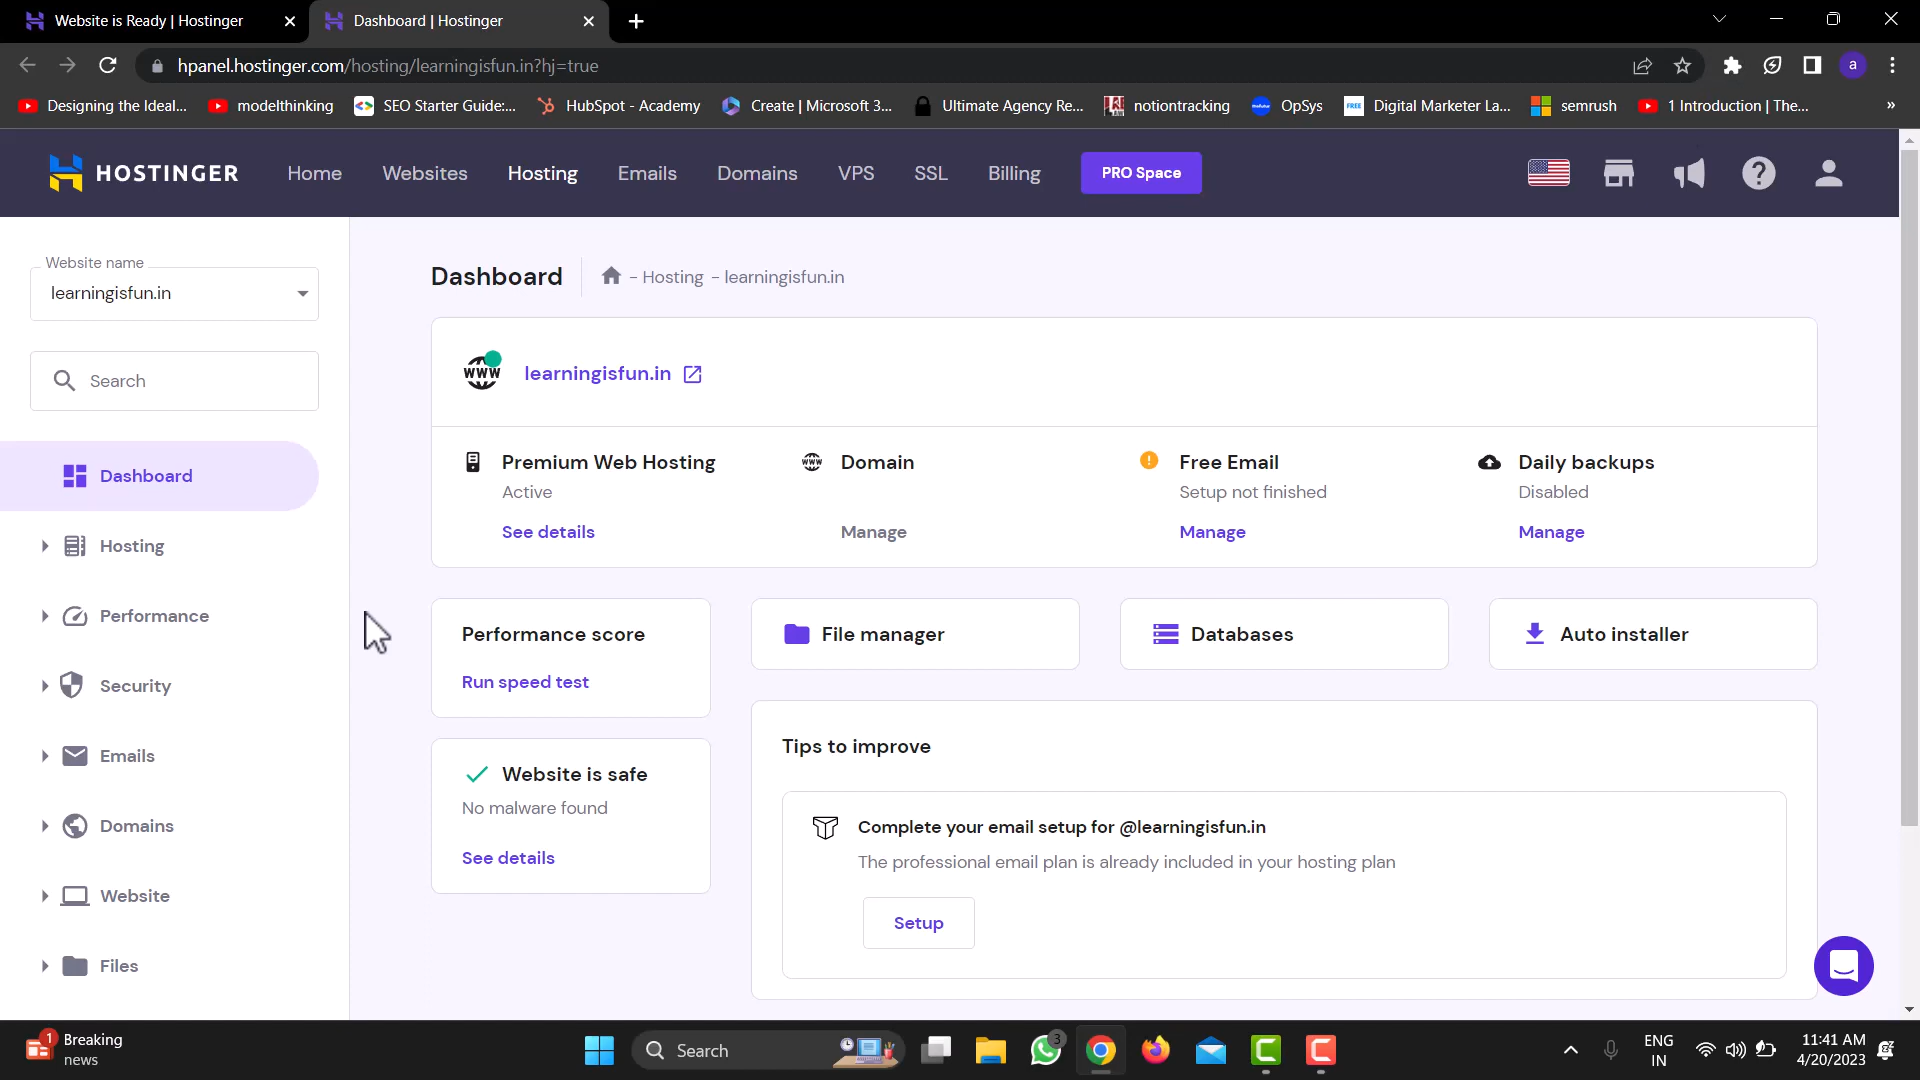 Website is Ready | Hostinger
Dashboard | Hostinger
hpanel.hostinger.com/hosting/learningisfun.in?hj=true
a
Designing the Ideal...
modelthinking
SEO Starter Guide:...
HubSpot - Academy
Create | Microsoft 3...
Ultimate Agency Re...
notiontracking
OpSys
FREE
Digital Marketer La...
semrush
1 Introduction | The...
»
HOSTINGER
Home
Websites
Hosting
Emails
Domains
VPS
SSL
Billing
PRO Space
Website name
learningisfun.in
Search
Dashboard
Hosting
Performance
Security
Emails
Domains
Website
Files
Dashboard
- Hosting - learningisfun.in
WWW
learningisfun.in
Premium Web Hosting
Active
See details
WWW
Domain
Manage
Free Email
Setup not finished
Manage
Daily backups
Disabled
Manage
Performance score
Run speed test
File manager
Databases
Auto installer
Website is safe
No malware found
See details
Tips to improve
Complete your email setup for @learningisfun.in
The professional email plan is already included in your hosting plan
Setup
1
Breaking
news
Search
3
ENG
IN
11:41 AM
4/20/2023